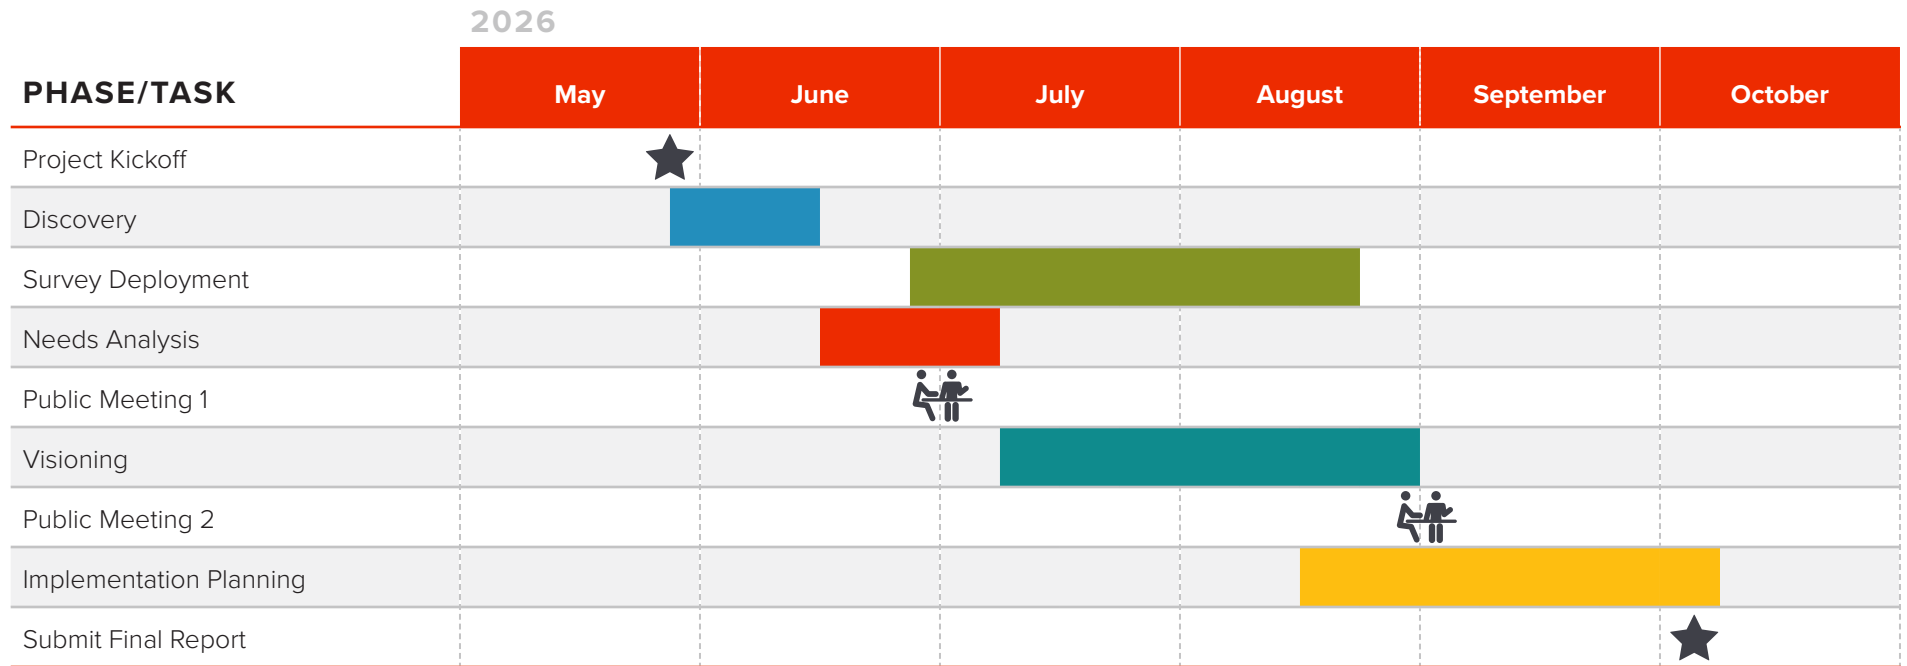 2026
PHASE/TASK May June July August September October
Project Kickoff
Discovery
Survey Deployment
Needs Analysis
Public Meeting 1
Visioning
Public Meeting 2
Implementation Planning
Submit Final Report